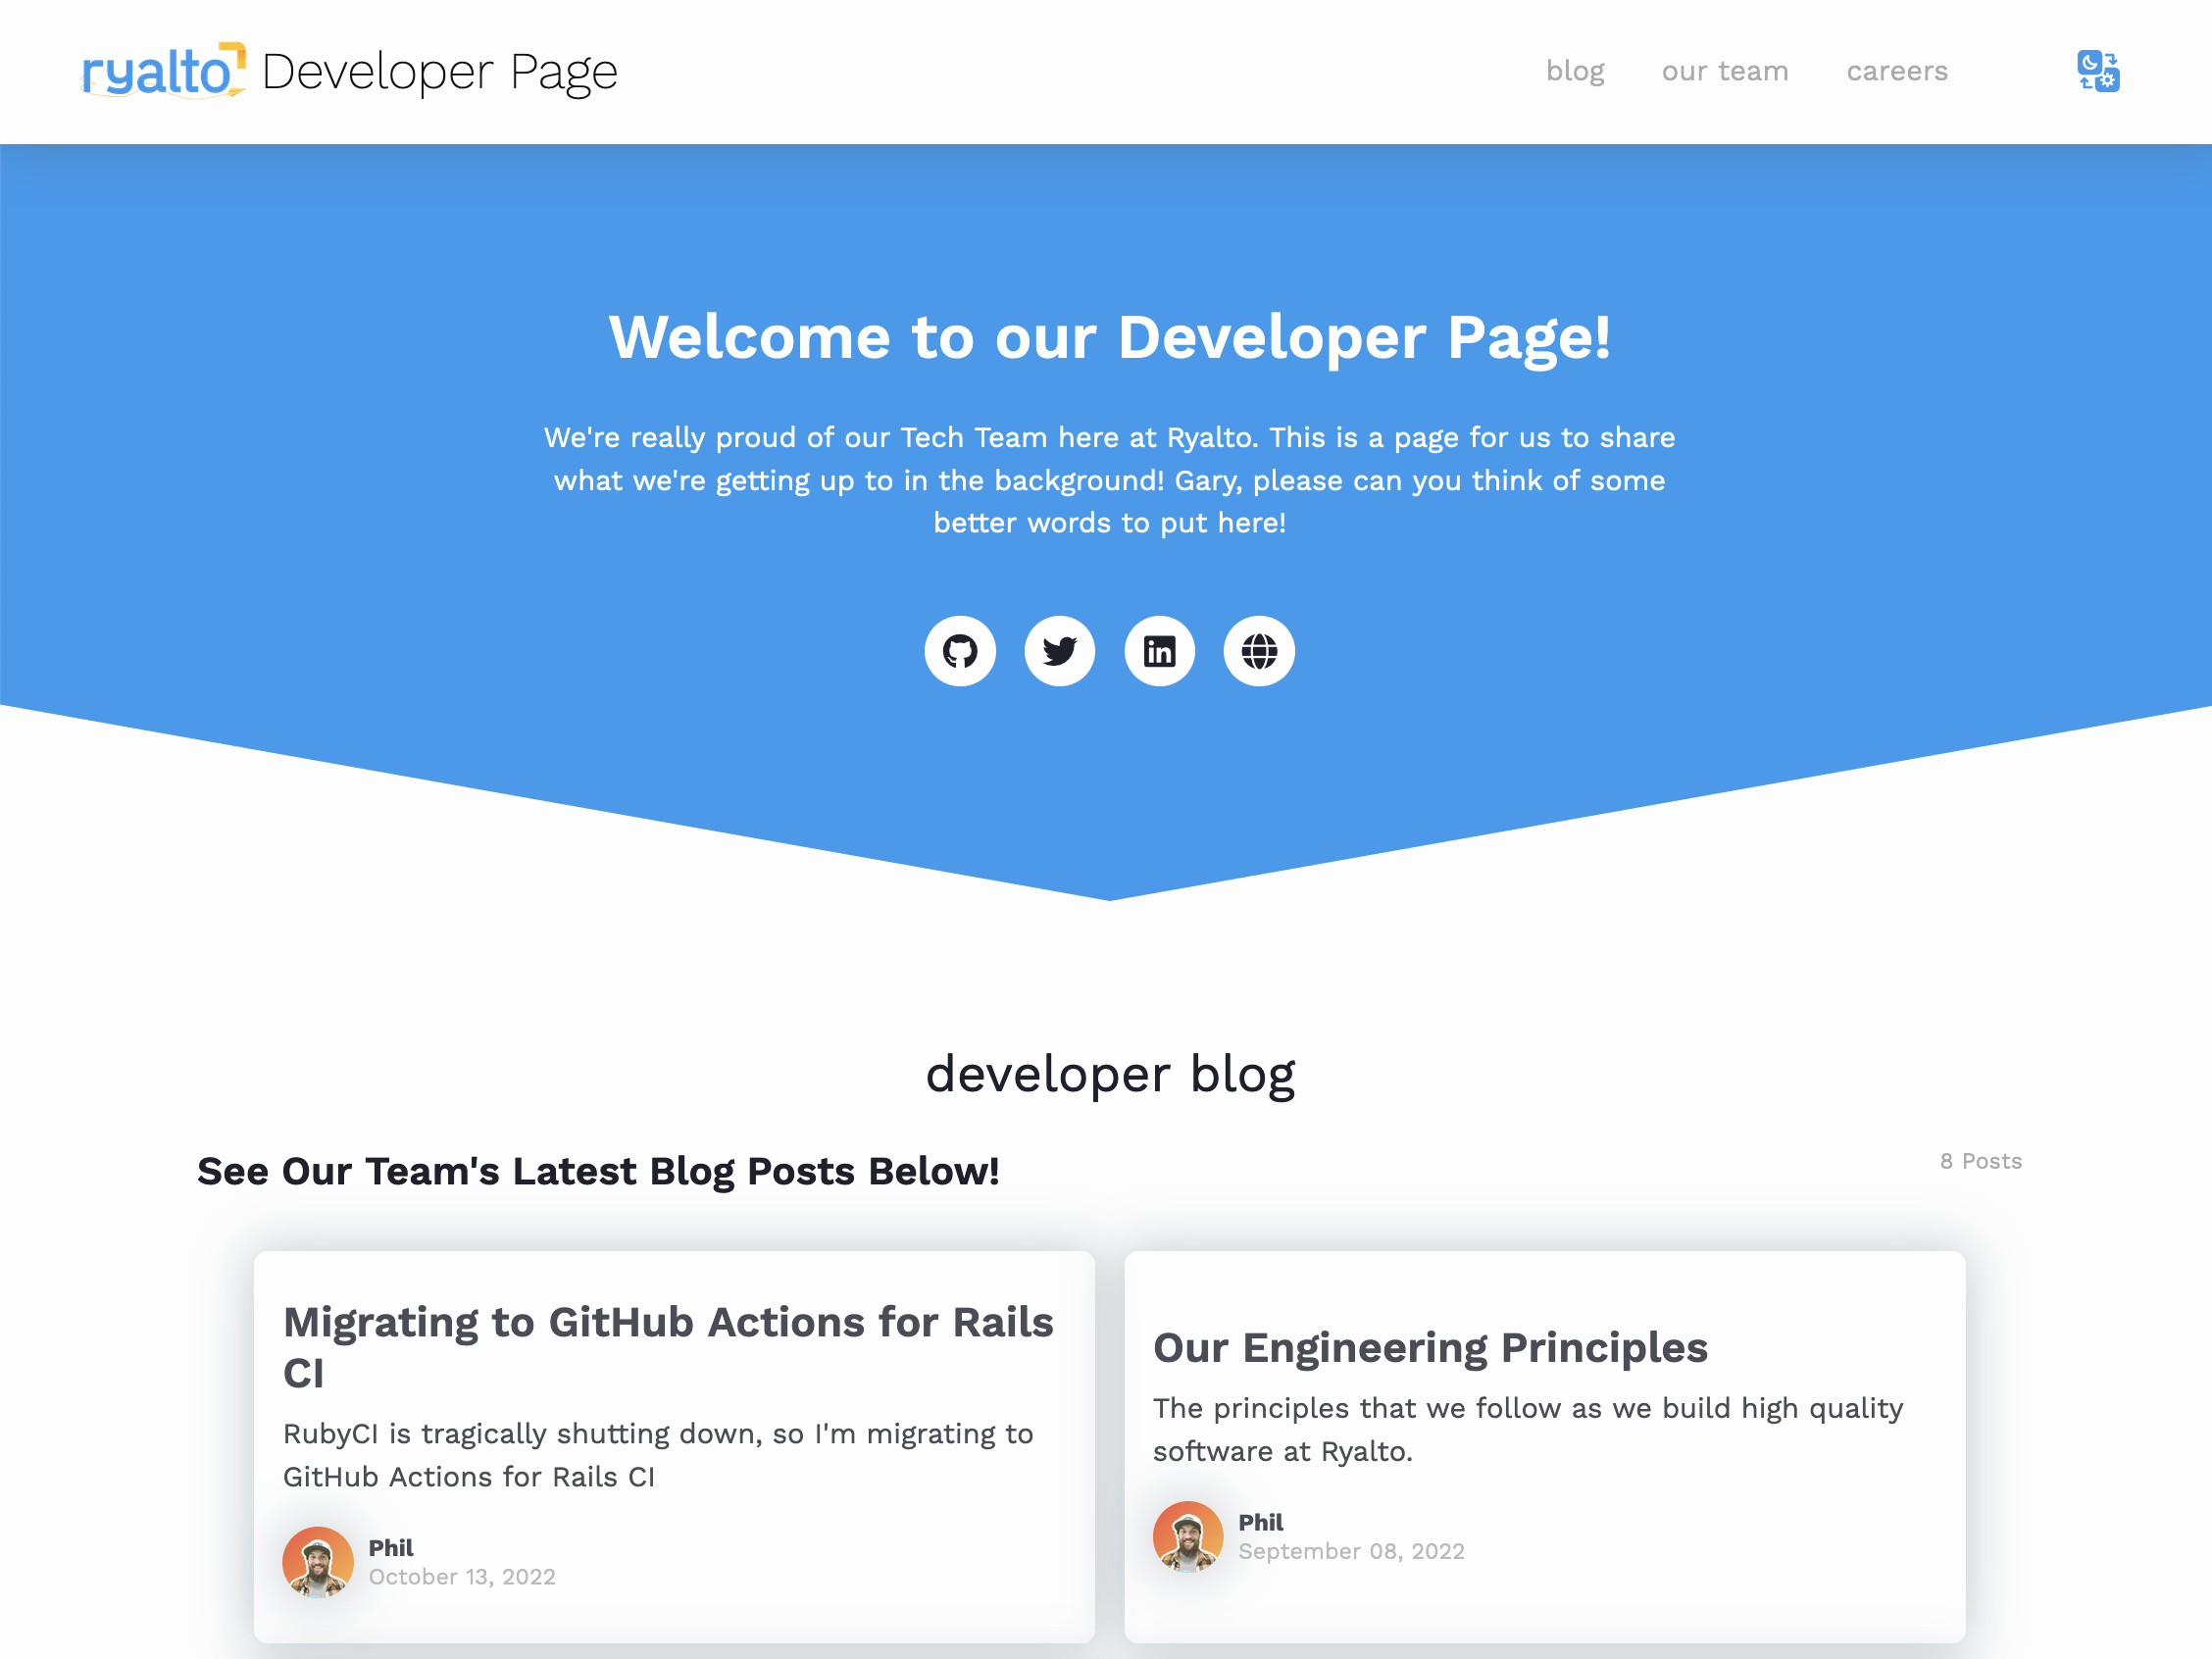 ryalto Developer Page
blog our team careers
Welcome to our Developer Page!
We're really proud of our Tech Team here at Ryalto. This is a page for us to share
what we're getting up to in the background! Gary, please can you think of some
better words to put here!
in
developer blog
See Our Team's Latest Blog Posts Below!
8 Posts
Migrating to GitHub Actions for Rails
CI
RubyCI is tragically shutting down, so I'm migrating to
GitHub Actions for Rails CI
Phil
October 13, 2022
Our Engineering Principles
The principles that we follow as we build high quality
software at Ryalto.
Phil
September 08, 2022